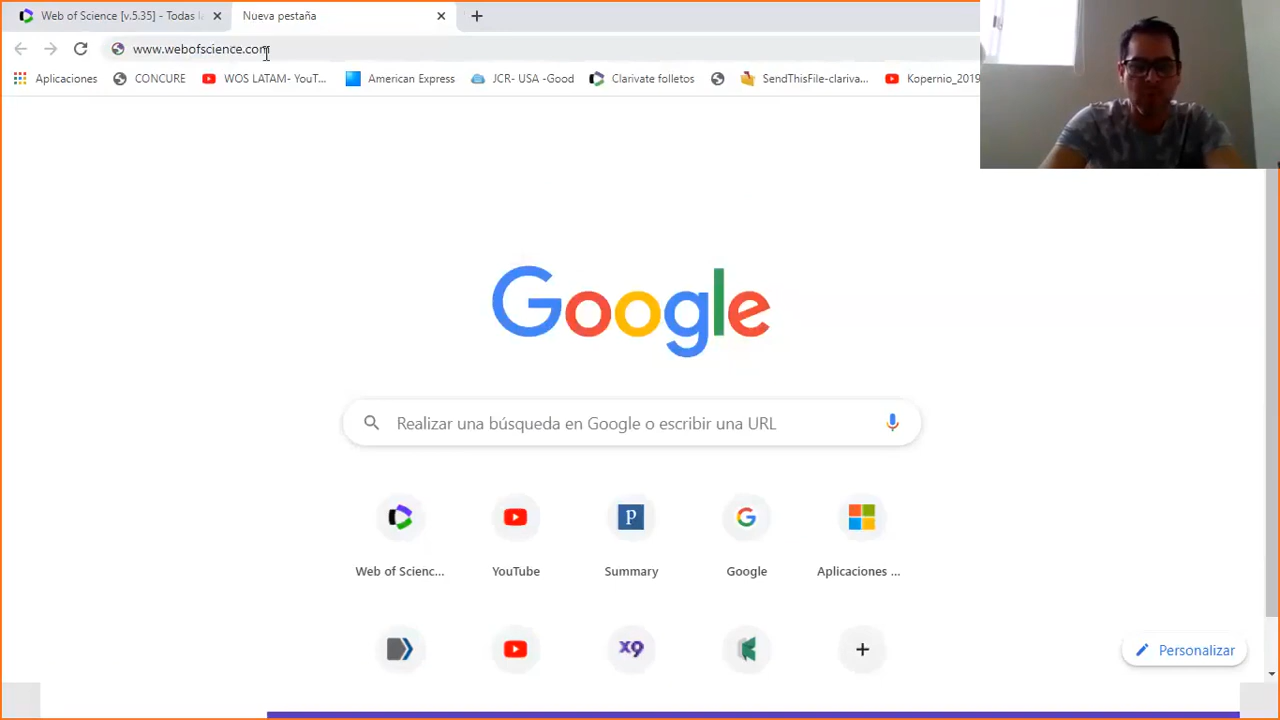 Web of Science [v.5.35] - Todas l
Nueva pestaña
www.webofscience.com
Aplicaciones
CONCURE
WOS LATAM- YouT...
American Express
JCR- USA -Good
Clarivate folletos
SendThisFile-clariva...
Kopernio_2019
Google
Realizar una búsqueda en Google o escribir una URL
P
G
Web of Scienc...
YouTube
Summary
Google
Aplicaciones ...
x9
Personalizar